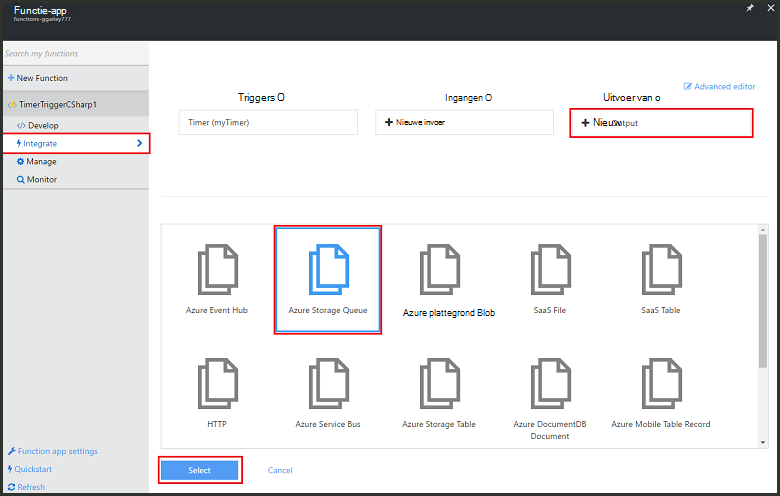 Functie-app
functions-ggailey777
Search my functions
New Function
TimerTriggerCSharp1
</> Develop
Integrate
Manage
Monitor
Function app settings
Quickstart
Refresh
Advanced editor
Triggers O
Ingangen O
Uitvoer van o
Timer (myTimer)
Nieuwe invoer
Nieuw Output
Azure Event Hub
Azure Storage Queue
Azure plattegrond Blob
SaaS File
SaaS Table
HTTP
Azure Service Bus
Azure Storage Table
Azure DocumentDB
Document
Azure Mobile Table Record
Select
Cancel